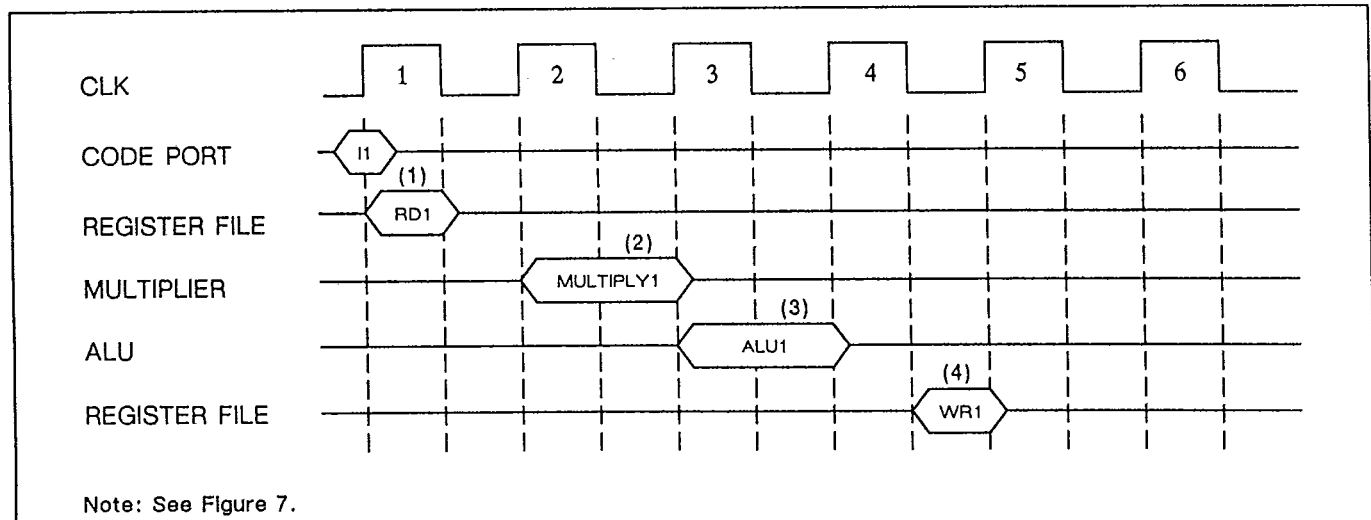 1 2 3 4 5 6
CLK
CODE PORT
I1
(1)
RD1
REGISTER FILE
(2)
MULTIPLY1
MULTIPLIER
(3)
ALU1
ALU
(4)
WR1
REGISTER FILE
Note: See Figure 7.